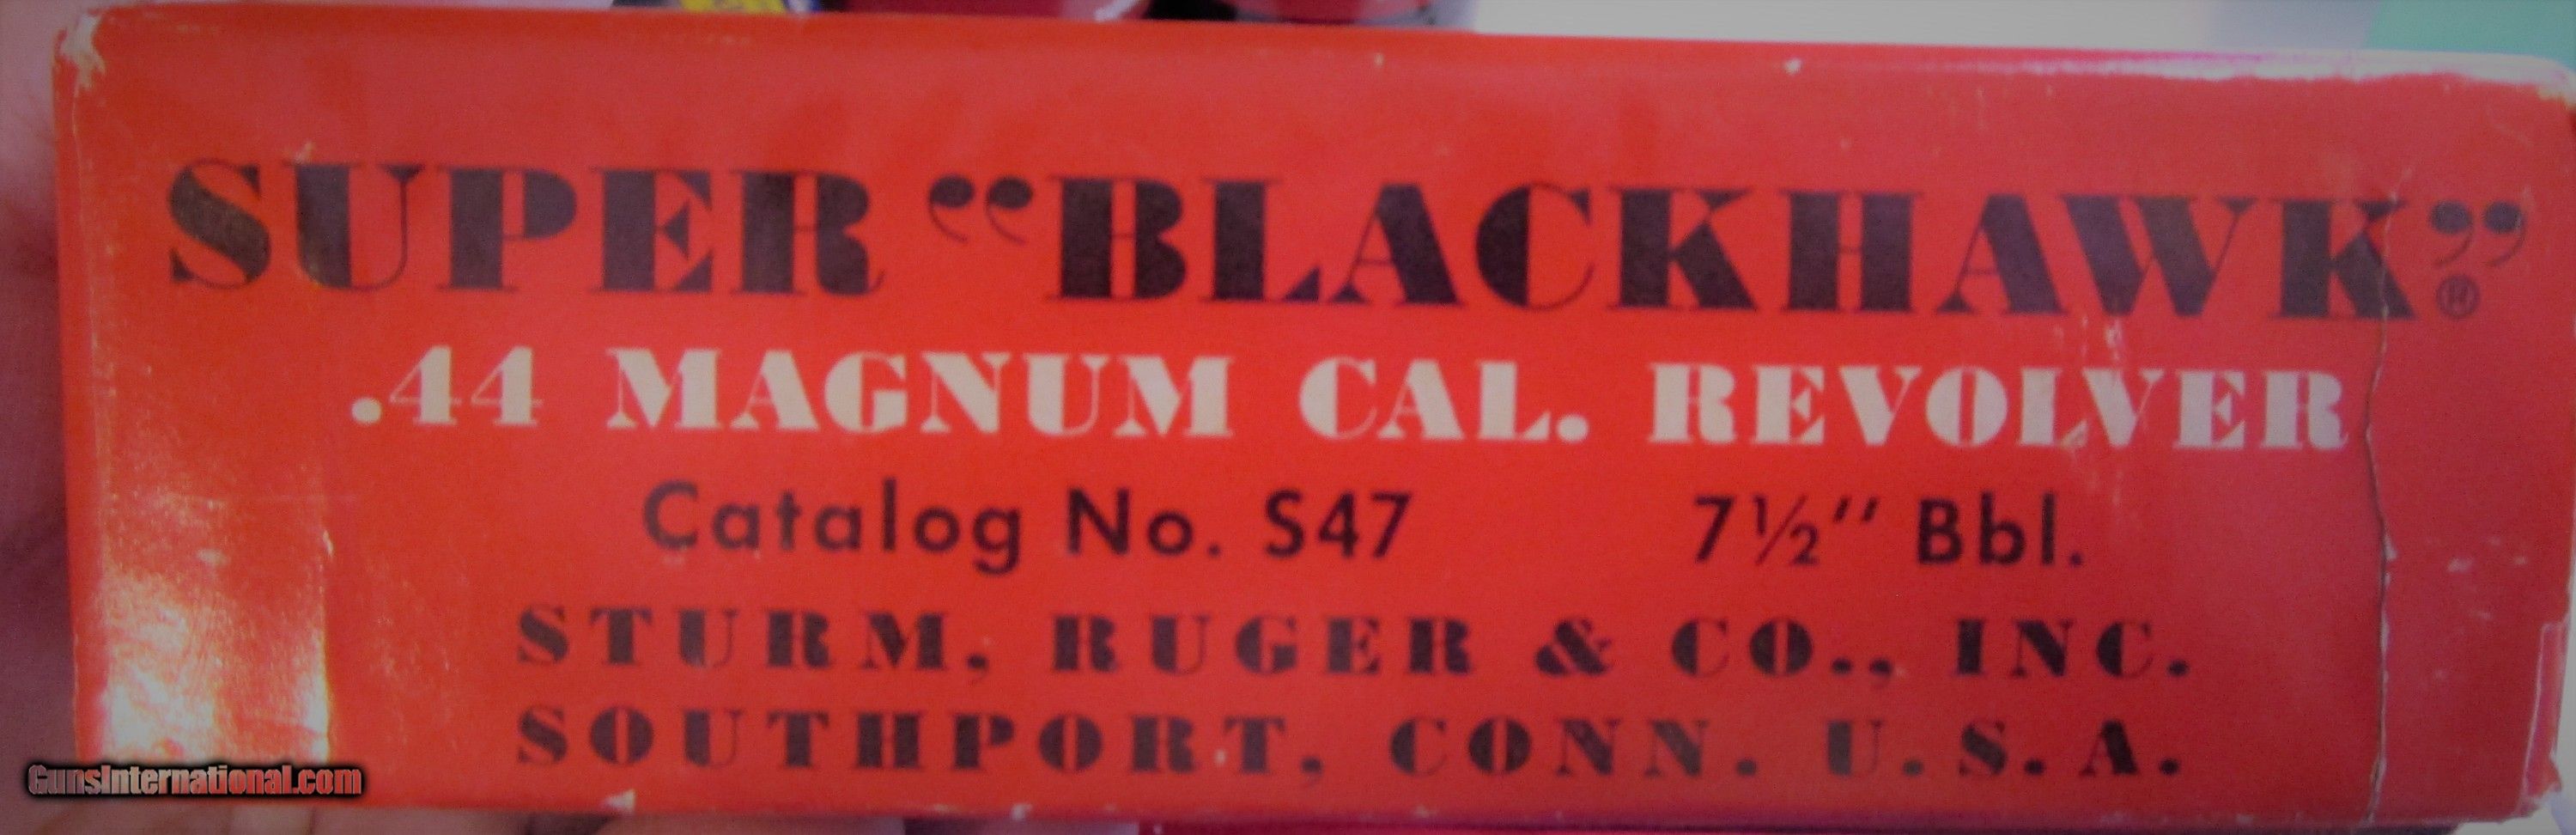 SUPER “BLACKHAWK”®
.44 MAGNUM CAL. REVOLVER
Catalog No. S47 7½" Bbl.
STURM, RUGER & CO., INC.
SOUTHPORT, CONN. U. S. A.
GunsInternational.com